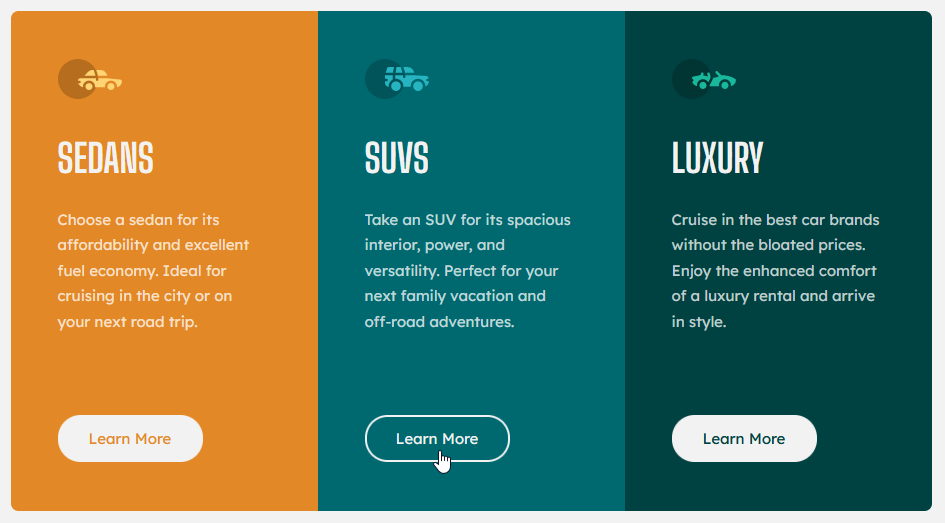 SEDANS
Choose a sedan for its
affordability and excellent
fuel economy. Ideal for
cruising in the city or on
your next road trip.
Learn More
SUVS
Take an SUV for its spacious
interior, power, and
versatility. Perfect for your
next family vacation and
off-road adventures.
Learn More
LUXURY
Cruise in the best car brands
without the bloated prices.
Enjoy the enhanced comfort
of a luxury rental and arrive
in style.
Learn More